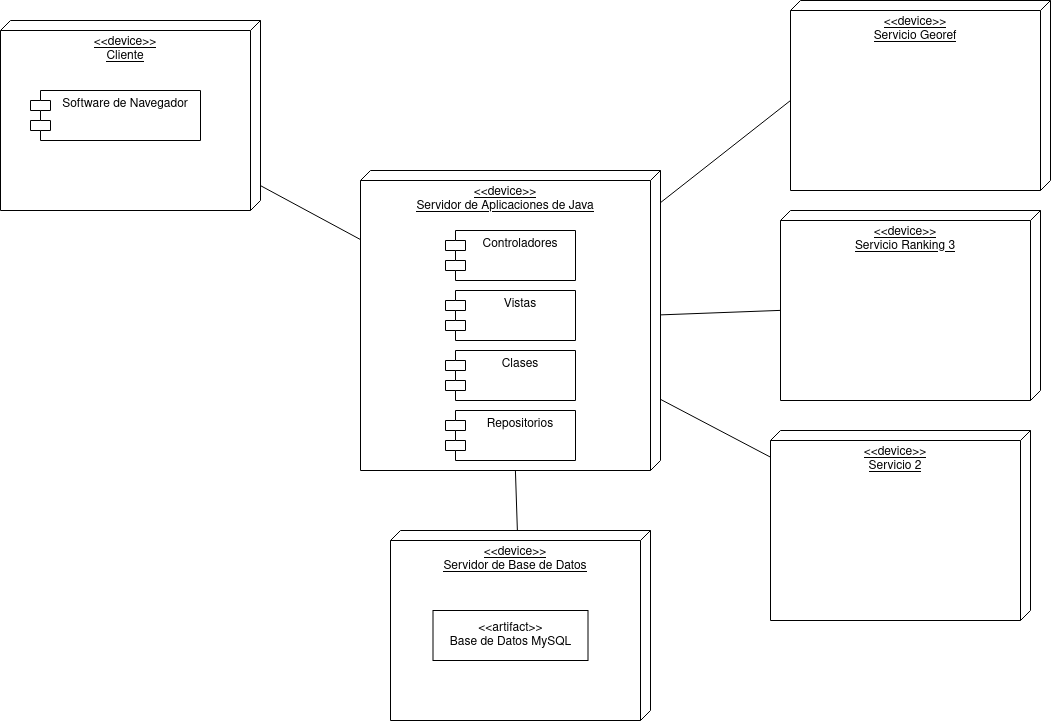 <<device>>
Cliente
Software de Navegador
<<device>>
Servidor de Aplicaciones de Java
Controladores
Vistas
Clases
Repositorios
<<device>>
Servidor de Base de Datos
<<artifact>>
Base de Datos MySQL
<<device>>
Servicio Georef
<<device>>
Servicio Ranking 3
<<device>>
Servicio 2